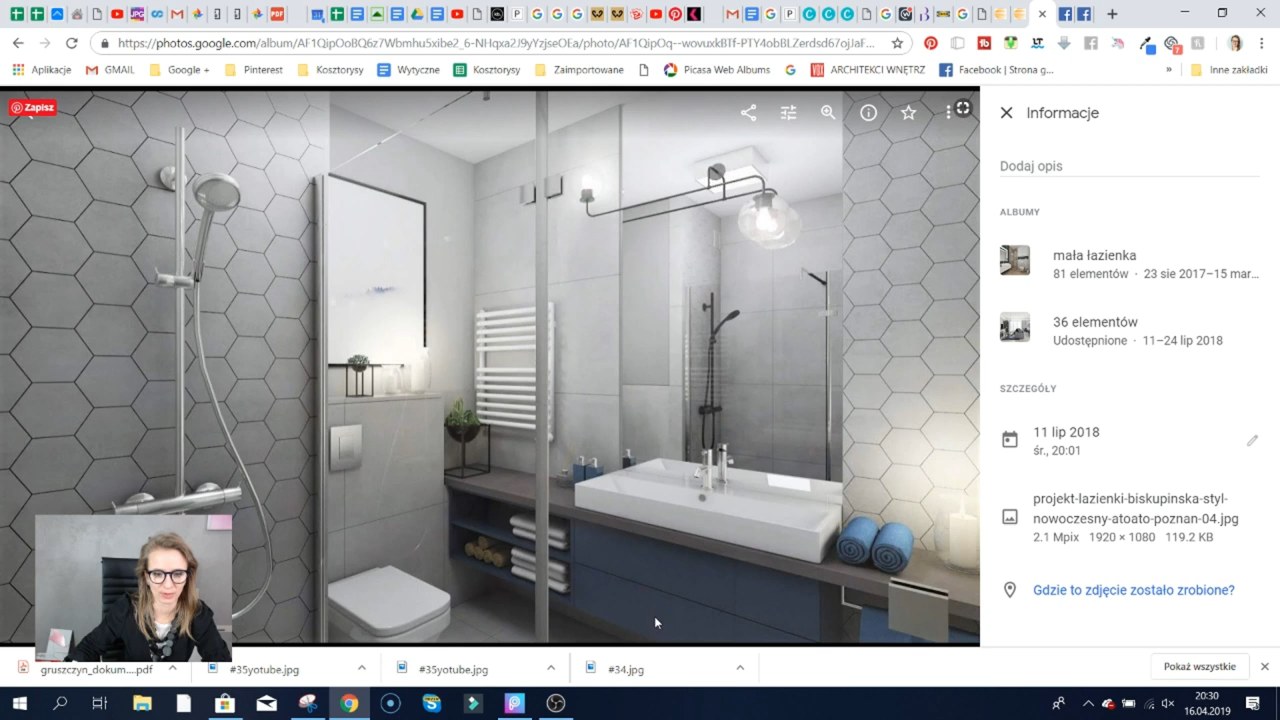 https://photos.google.com/album/AF1QipOoBQ6z7Wbmhu5xibe2_6-NHqxa2J9yYzjseOEa/photo/AF1QipOq--wovuxkBTf-PTY4obBLZerdsd67ojJaF...
Aplikacje
GMAIL
Google +
Pinterest
Kosztorysy
Wytyczne
Kosztorysy
Zaimportowane
Picasa Web Albums
ARCHITEKCI WNĘTRZ
Facebook | Strona g...
»
Inne zakładki
Zapisz
Informacje
Dodaj opis
ALBUMY
mała łazienka
81 elementów · 23 sie 2017–15 mar...
36 elementów
Udostępnione · 11–24 lip 2018
SZCZEGÓŁY
11 lip 2018
śr., 20:01
projekt-lazienki-biskupinska-styl-
nowoczesny-atoato-poznan-04.jpg
2.1 Mpix 1920 × 1080 119.2 KB
Gdzie to zdjęcie zostało zrobione?
gruszczyn_dokum....pdf
#35yotube.jpg
#35yotube.jpg
#34.jpg
Pokaż wszystkie
20:30
16.04.2019